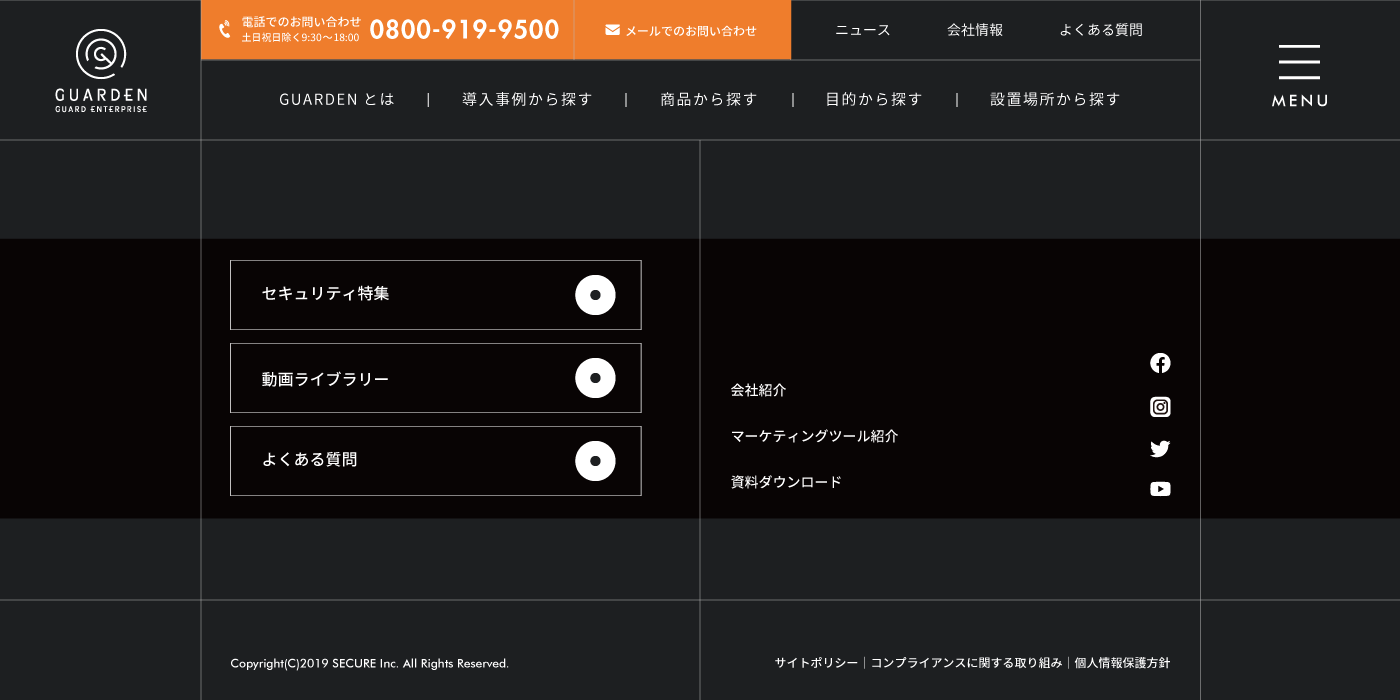 GUARDEN
GUARD ENTERPRISE
電話でのお問い合わせ
土日祝日除く9:30〜18:00
0800-919-9500
メールでのお問い合わせ
ニュース
会社情報
よくある質問
MENU
GUARDEN とは | 導入事例から探す | 商品から探す | 目的から探す | 設置場所から探す
セキュリティ特集
動画ライブラリー
よくある質問
会社紹介
マーケティングツール紹介
資料ダウンロード
Copyright(C)2019 SECURE Inc. All Rights Reserved.
サイトポリシー｜コンプライアンスに関する取り組み｜個人情報保護方針